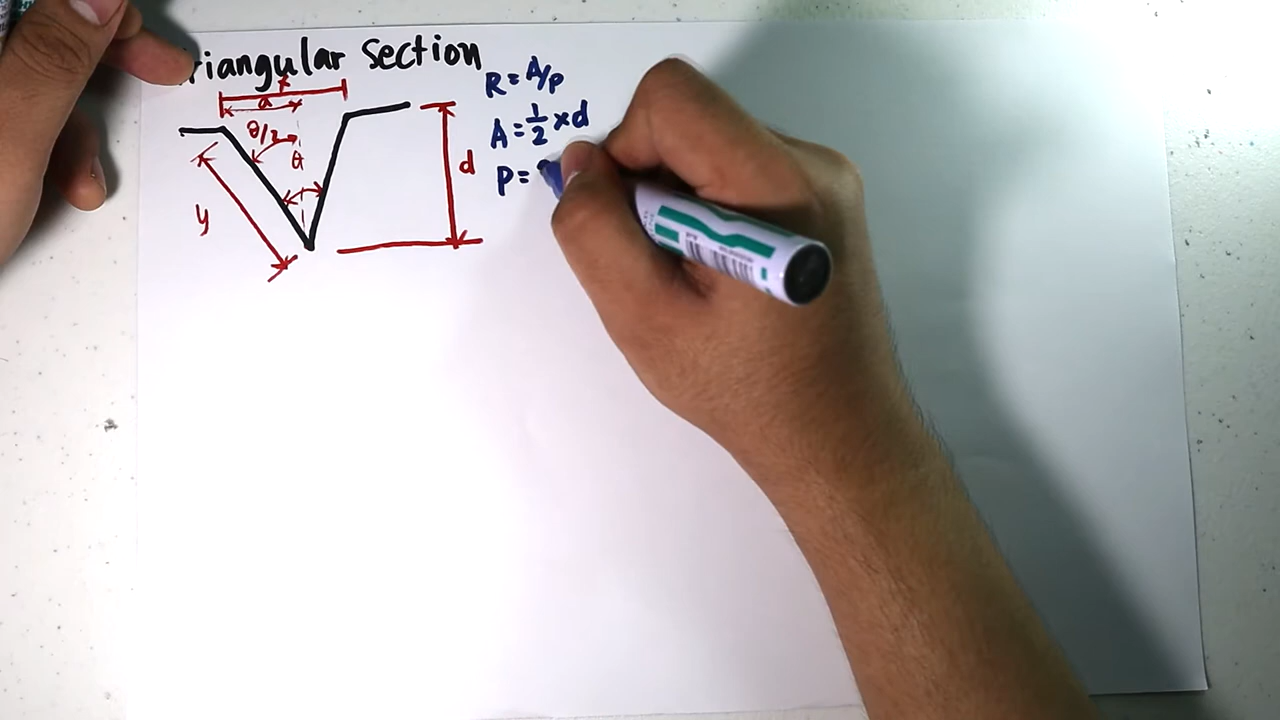 riangular Section
x
a
θ/2
θ
y
d
R = A/P
A = 1/2 x d
P =